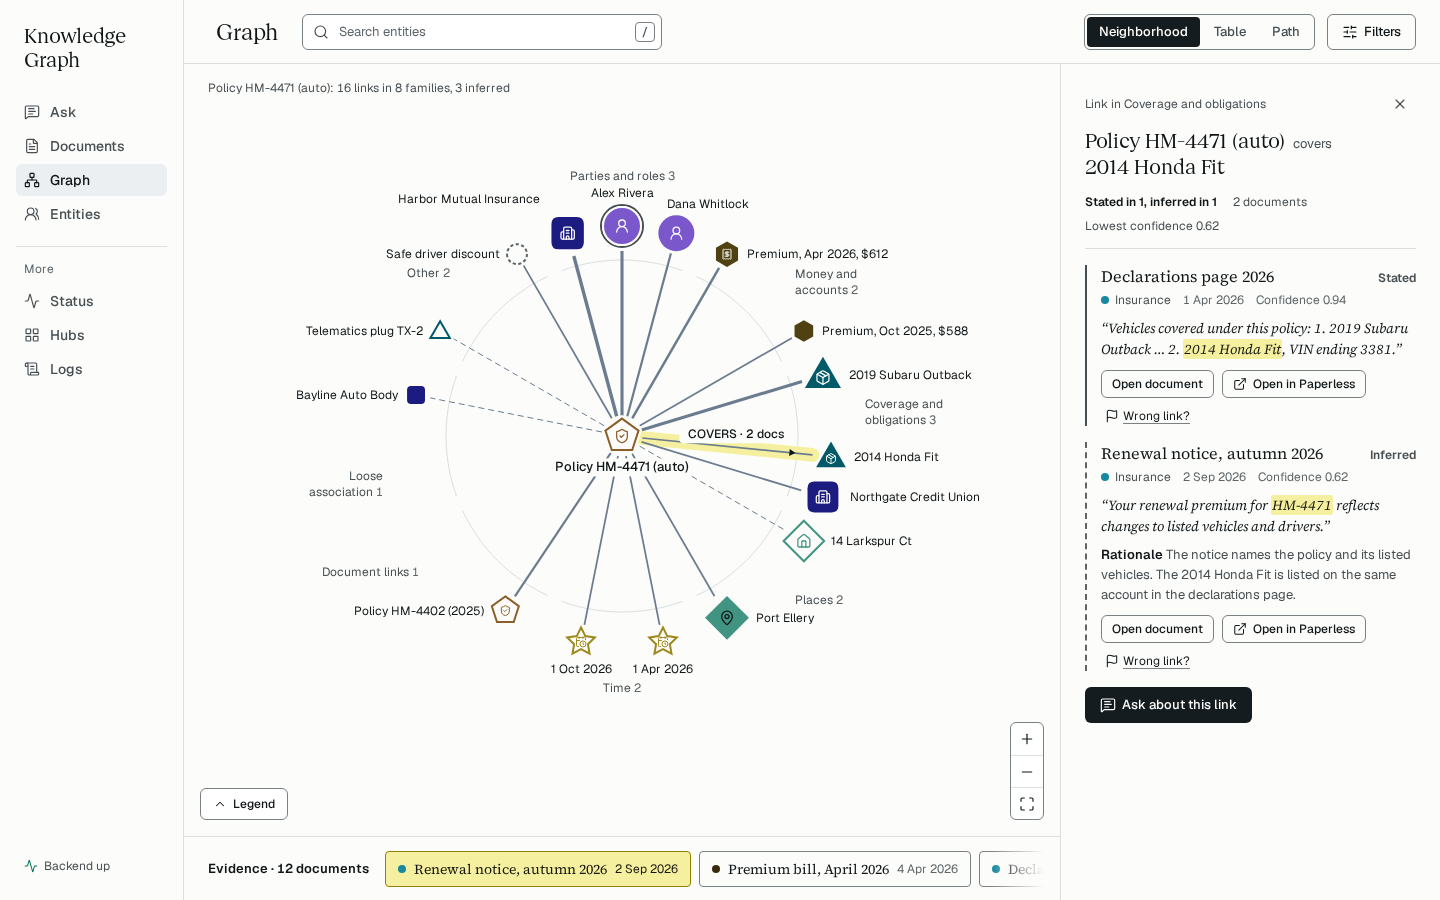 Knowledge
Graph
Ask
Documents
Graph
Entities
More
Status
Hubs
Logs
Backend up
Graph
Search entities
/
Neighborhood
Table
Path
Filters
Policy HM-4471 (auto): 16 links in 8 families, 3 inferred
Parties and roles 3
Alex Rivera
Harbor Mutual Insurance
Dana Whitlock
Safe driver discount
Other 2
Premium, Apr 2026, $612
Money and
accounts 2
Telematics plug TX-2
Premium, Oct 2025, $588
2019 Subaru Outback
Bayline Auto Body
Coverage and
obligations 3
COVERS · 2 docs
2014 Honda Fit
Policy HM-4471 (auto)
Loose
association 1
Northgate Credit Union
14 Larkspur Ct
Document links 1
Places 2
Policy HM-4402 (2025)
Port Ellery
1 Oct 2026
1 Apr 2026
Time 2
Legend
Evidence · 12 documents
Renewal notice, autumn 2026 2 Sep 2026
Premium bill, April 2026 4 Apr 2026
Link in Coverage and obligations
Policy HM-4471 (auto) covers
2014 Honda Fit
Stated in 1, inferred in 1 2 documents
Lowest confidence 0.62
Declarations page 2026 Stated
Insurance 1 Apr 2026 Confidence 0.94
“Vehicles covered under this policy: 1. 2019 Subaru
Outback ... 2. 2014 Honda Fit, VIN ending 3381.”
Open document
Open in Paperless
Wrong link?
Renewal notice, autumn 2026 Inferred
Insurance 2 Sep 2026 Confidence 0.62
“Your renewal premium for HM-4471 reflects
changes to listed vehicles and drivers.”
Rationale The notice names the policy and its listed
vehicles. The 2014 Honda Fit is listed on the same
account in the declarations page.
Open document
Open in Paperless
Wrong link?
Ask about this link